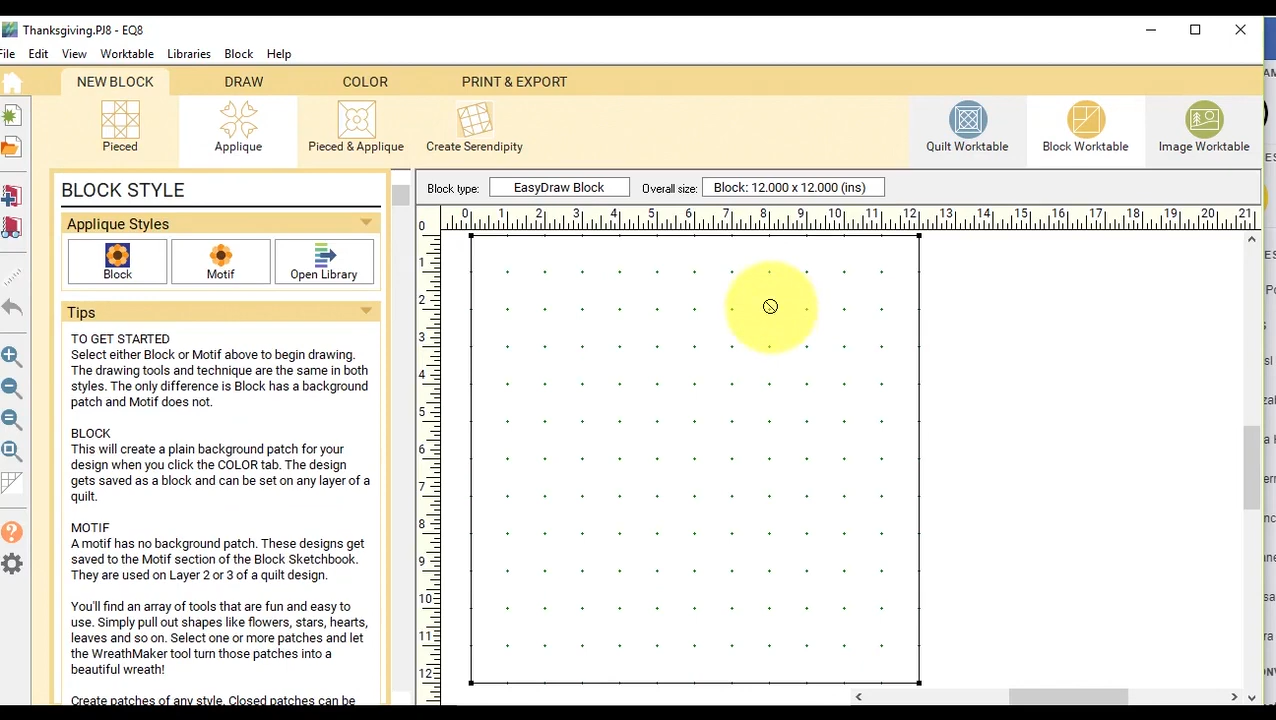 Thanksgiving.PJ8 - EQ8
File Edit View Worktable Libraries Block Help
NEW BLOCK DRAW COLOR PRINT & EXPORT
Pieced Applique Pieced & Applique Create Serendipity Quilt Worktable Block Worktable Image Worktable
BLOCK STYLE
Applique Styles
Block Motif Open Library
Tips
TO GET STARTED
Select either Block or Motif above to begin drawing.
The drawing tools and technique are the same in both
styles. The only difference is Block has a background
patch and Motif does not.
BLOCK
This will create a plain background patch for your
design when you click the COLOR tab. The design
gets saved as a block and can be set on any layer of a
quilt.
MOTIF
A motif has no background patch. These designs get
saved to the Motif section of the Block Sketchbook.
They are used on Layer 2 or 3 of a quilt design.
You'll find an array of tools that are fun and easy to
use. Simply pull out shapes like flowers, stars, hearts,
leaves and so on. Select one or more patches and let
the WreathMaker tool turn those patches into a
beautiful wreath!
Create patches of any style. Closed patches can be
Block type: EasyDraw Block Overall size: Block: 12.000 x 12.000 (ins)
0 1 2 3 4 5 6 7 8 9 10 11 12 13 14 15 16 17 18 19 20 21
0
1
2
3
4
5
6
7
8
9
10
11
12